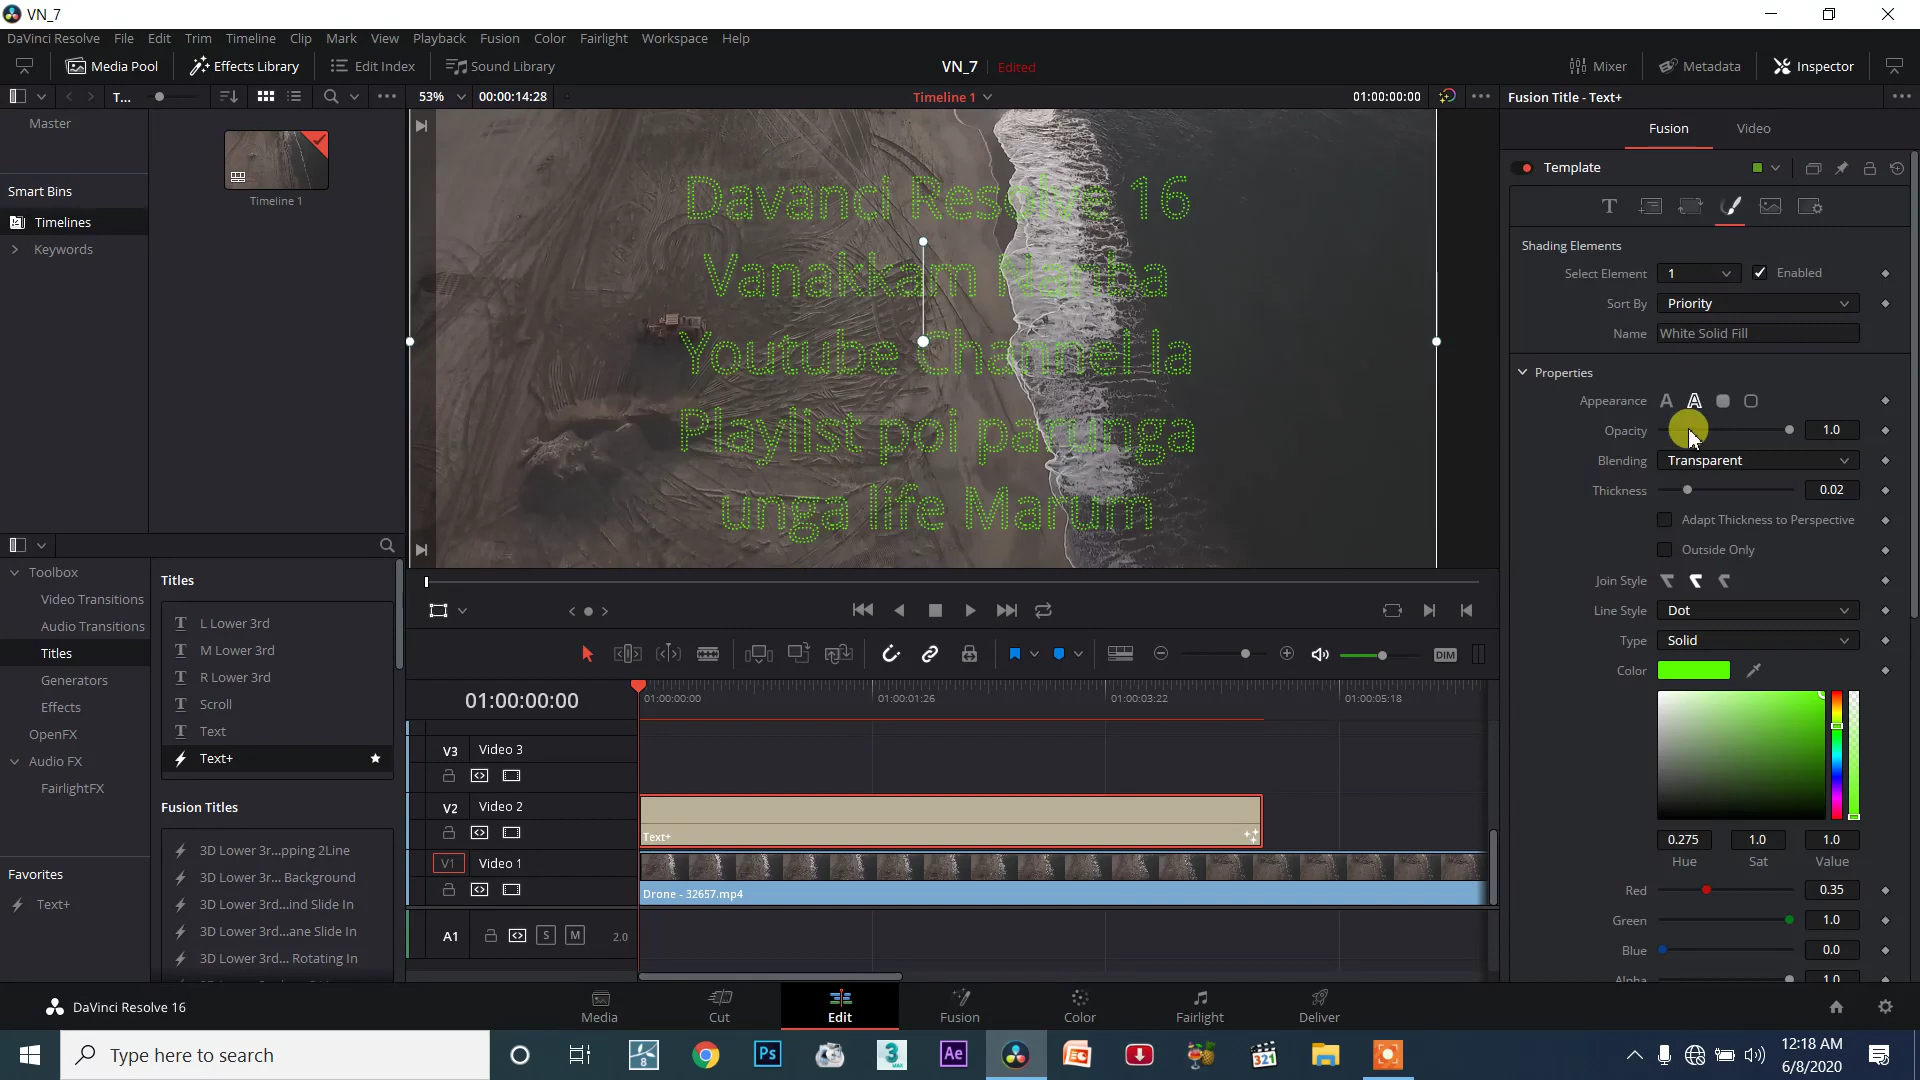 VN_7
DaVinci Resolve File Edit Trim Timeline Clip Mark View Playback Fusion Color Fairlight Workspace Help
Media Pool Effects Library Edit Index Sound Library VN_7 Edited Mixer Metadata Inspector
T... 53% 00:00:14:28 Timeline 1 01:00:00:00 Fusion Title - Text+
Master
Fusion Video
Template
Smart Bins
Timelines
Keywords
Timeline 1
Davanci Resolve 16
Vanakkam Nanba
Youtube Channel la
Playlist poi parunga
unga life Marum
Shading Elements
Select Element 1 Enabled
Sort By Priority
Name White Solid Fill
Properties
Appearance A A
Opacity 1.0
Blending Transparent
Thickness 0.02
Adapt Thickness to Perspective
Outside Only
Join Style
Line Style Dot
Type Solid
Color
0.275 1.0 1.0
Hue Sat Value
Red 0.35
Green 1.0
Blue 0.0
Alpha 1.0
Toolbox
Video Transitions
Audio Transitions
Titles
Generators
Effects
OpenFX
Audio FX
FairlightFX
Favorites
Text+
Titles
L Lower 3rd
M Lower 3rd
R Lower 3rd
Scroll
Text
Text+
Fusion Titles
3D Lower 3r...pping 2Line
3D Lower 3r... Background
3D Lower 3rd...ind Slide In
3D Lower 3rd...ane Slide In
3D Lower 3rd... Rotating In
DIM
01:00:00:00 01:00:00:00 01:00:01:26 01:00:03:22 01:00:05:18
V3 Video 3
V2 Video 2
Text+
V1 Video 1
Drone - 32657.mp4
A1 S M 2.0
DaVinci Resolve 16
Media Cut Edit Fusion Color Fairlight Deliver
Type here to search
8 Ps 3 MAX Ae 321
12:18 AM
6/8/2020